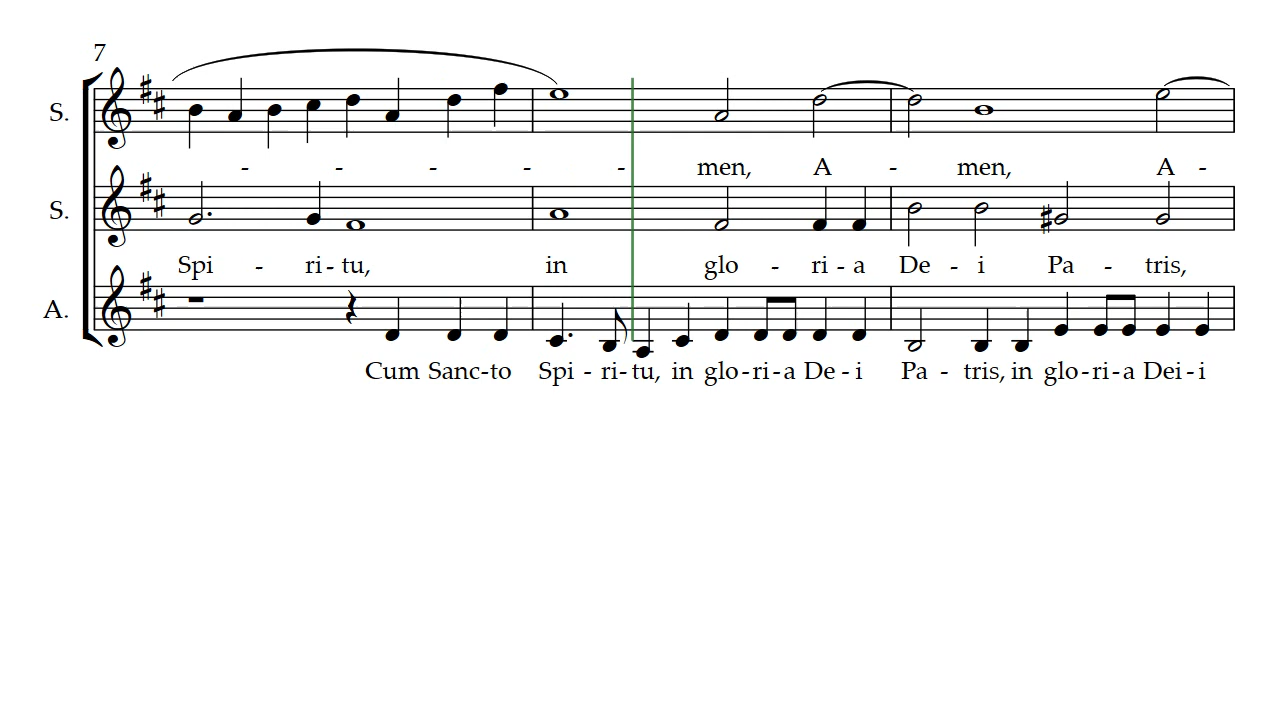 7
S.
- - - - - men, A - men, A -
S.
Spi - ri - tu, in glo - ri - a De - i Pa - tris,
A.
Cum Sanc-to Spi - ri-tu, in glo-ri-a De-i Pa - tris, in glo-ri-a Dei-i